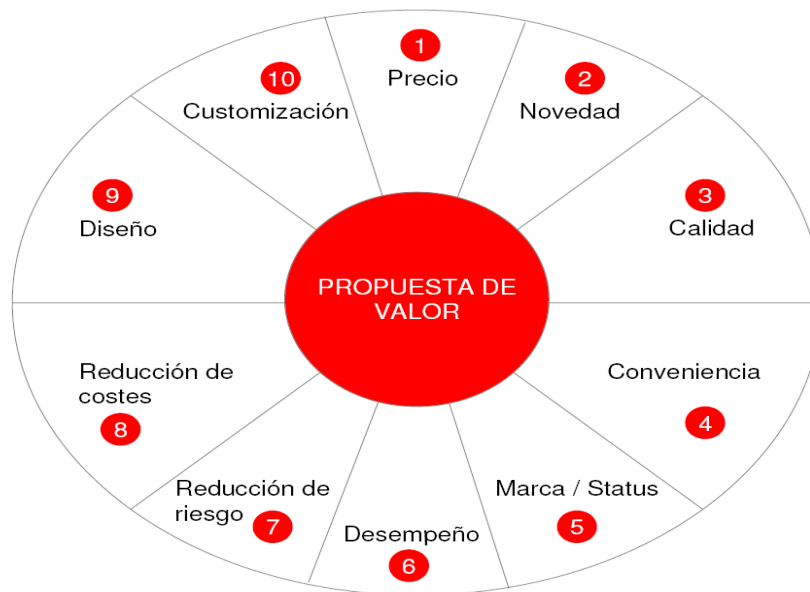 1
Precio
2
Novedad
3
Calidad
Conveniencia
4
Marca / Status
5
Desempeño
6
Reducción de
riesgo
7
Reducción de
costes
8
9
Diseño
10
Customización
PROPUESTA DE
VALOR